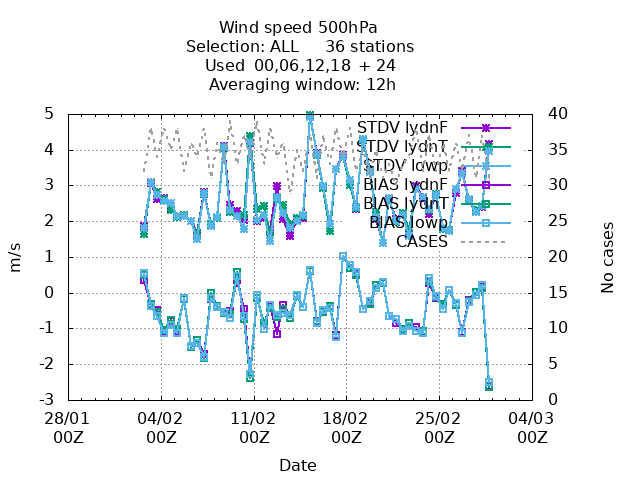 Wind speed 500hPa
Selection: ALL 36 stations
Used 00,06,12,18 + 24
Averaging window: 12h
5
4
3
2
1
0
-1
-2
-3
m/s
40
35
30
25
20
15
10
5
0
No cases
STDV lydnF
STDV lydnT
STDV lowp
BIAS lydnF
BIAS lydnT
BIAS lowp
CASES
28/01 04/02 11/02 18/02 25/02 04/03
00Z 00Z 00Z 00Z 00Z 00Z
Date